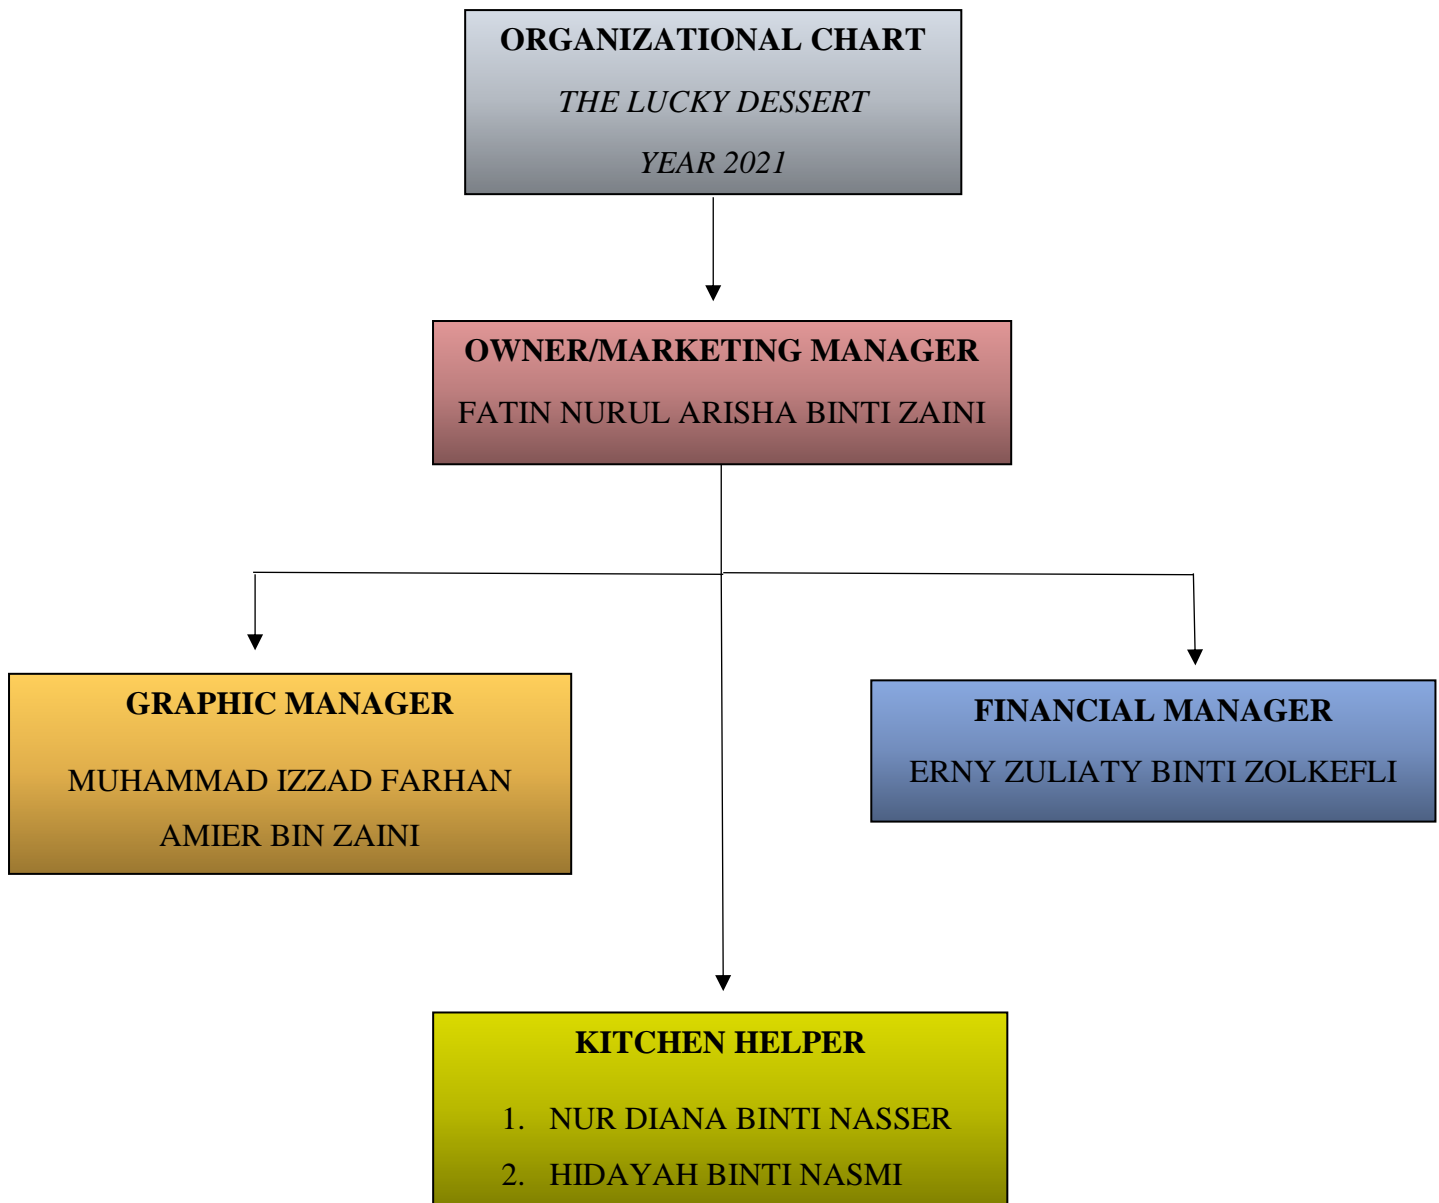 ORGANIZATIONAL CHART
THE LUCKY DESSERT
YEAR 2021
OWNER/MARKETING MANAGER
FATIN NURUL ARISHA BINTI ZAINI
GRAPHIC MANAGER
MUHAMMAD IZZAD FARHAN
AMIER BIN ZAINI
FINANCIAL MANAGER
ERNY ZULIATY BINTI ZOLKEFLI
KITCHEN HELPER
1. NUR DIANA BINTI NASSER
2. HIDAYAH BINTI NASMI